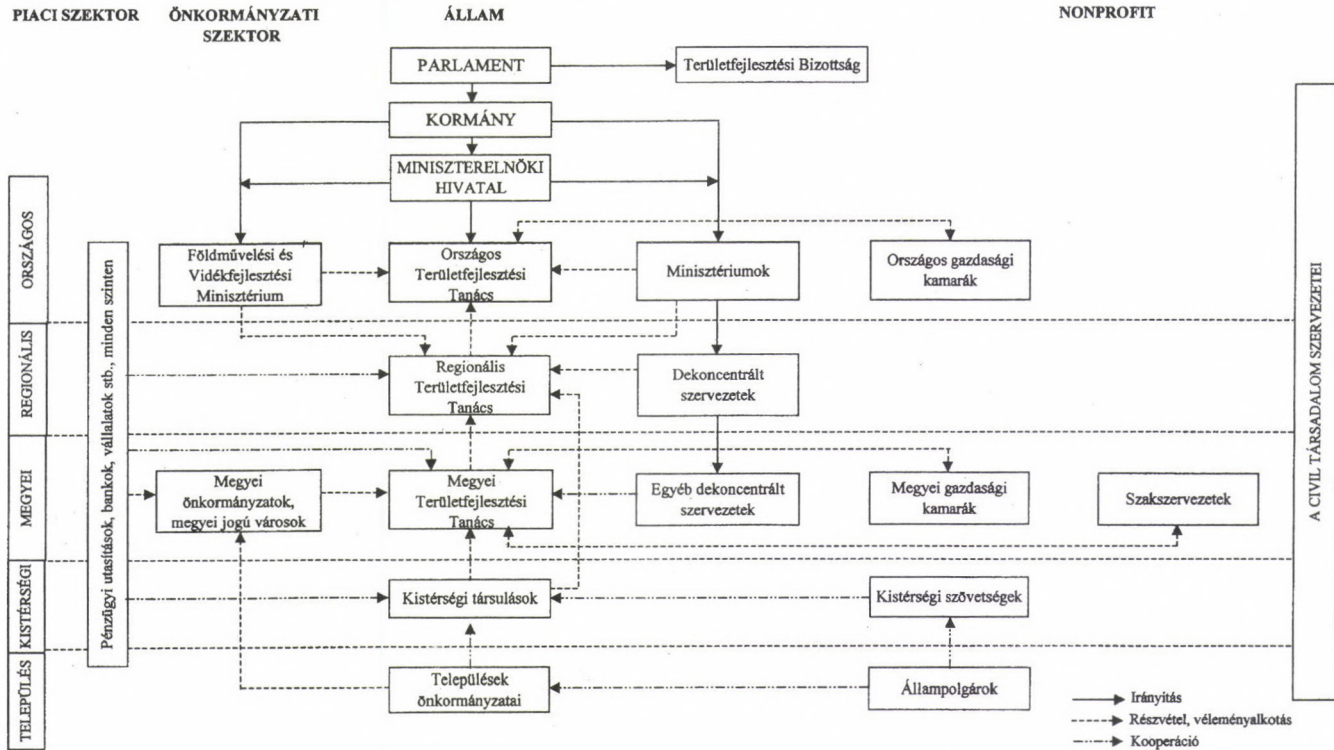 PIACI SZEKTOR
ÖNKORMÁNYZATI
SZEKTOR
ÁLLAM
NONPROFIT
PARLAMENT
Területfejlesztési Bizottság
KORMÁNY
MINISZTERELNÖKI
HIVATAL
ORSZÁGOS
Földművelési és
Vidékfejlesztési
Minisztérium
Országos
Területfejlesztési
Tanács
Minisztériumok
Országos gazdasági
kamarák
REGIONÁLIS
Regionális
Területfejlesztési
Tanács
Dekoncentrált
szervezetek
MEGYEI
Megyei
önkormányzatok,
megyei jogú városok
Megyei
Területfejlesztési
Tanács
Egyéb dekoncentrált
szervezetek
Megyei gazdasági
kamarák
Szakszervezetek
KISTÉRSÉGI
Kistérségi társulások
Kistérségi szövetségek
TELEPÜLÉS
Települések
önkormányzatai
Állampolgárok
Pénzügyi utasítások, bankok, vállalatok stb., minden szinten
A CIVIL TÁRSADALOM SZERVEZETEI
Irányítás
Részvétel, véleményalkotás
Kooperáció